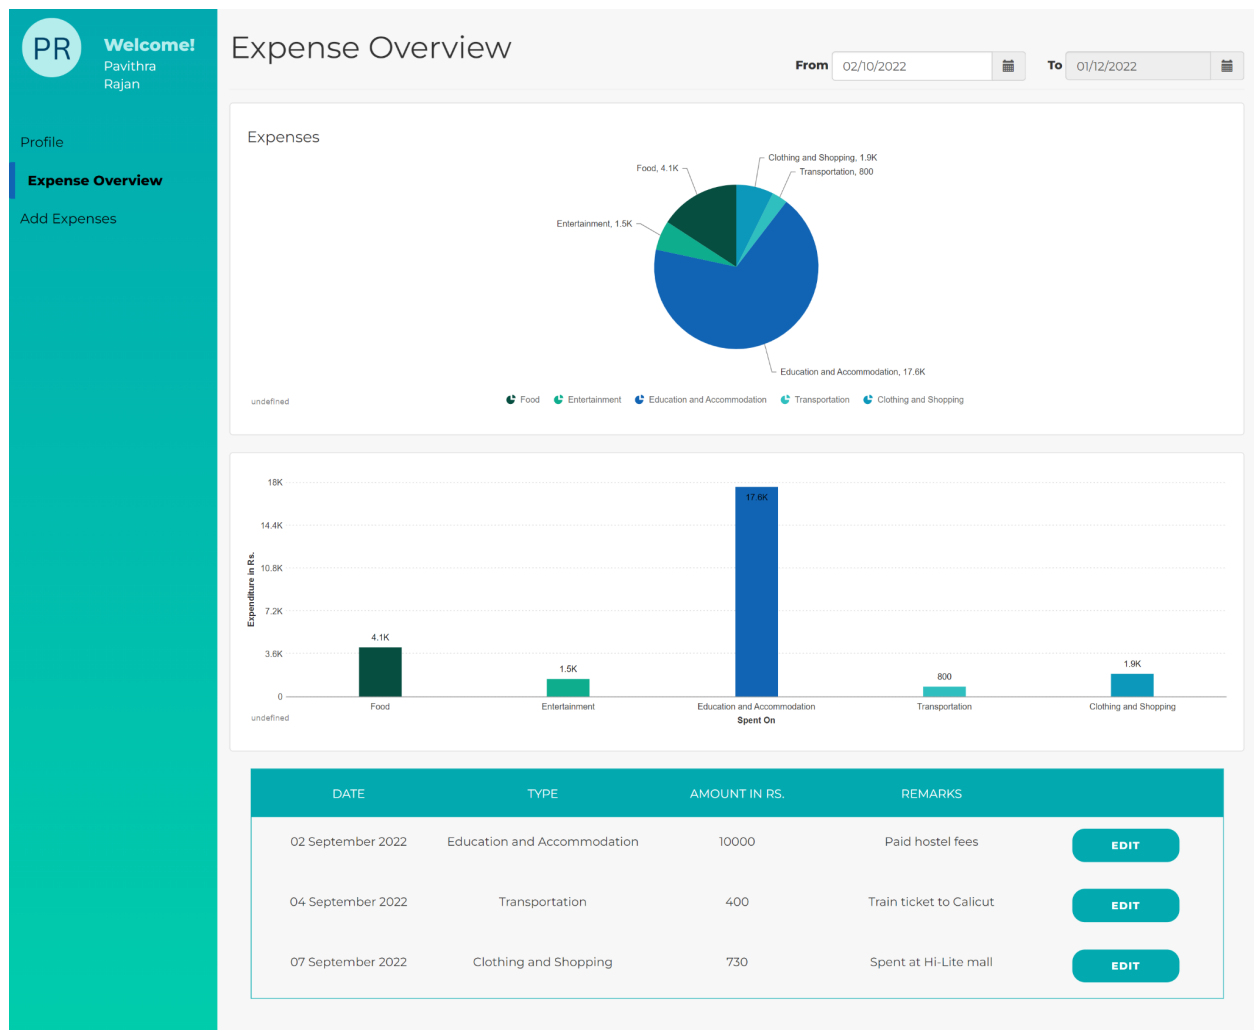 PR
Welcome!
Pavithra
Rajan
Profile
Expense Overview
Add Expenses
Expense Overview
From 02/10/2022 To 01/12/2022
Expenses
Clothing and Shopping, 1.9K
Food, 4.1K
Transportation, 800
Entertainment, 1.5K
Education and Accommodation, 17.6K
undefined
Food Entertainment Education and Accommodation Transportation Clothing and Shopping
18K
14.4K
10.8K
7.2K
3.6K
0
Expenditure in Rs.
4.1K
1.5K
17.6K
800
1.9K
Food Entertainment Education and Accommodation Transportation Clothing and Shopping
Spent On
undefined
DATE TYPE AMOUNT IN RS. REMARKS
02 September 2022 Education and Accommodation 10000 Paid hostel fees EDIT
04 September 2022 Transportation 400 Train ticket to Calicut EDIT
07 September 2022 Clothing and Shopping 730 Spent at Hi-Lite mall EDIT